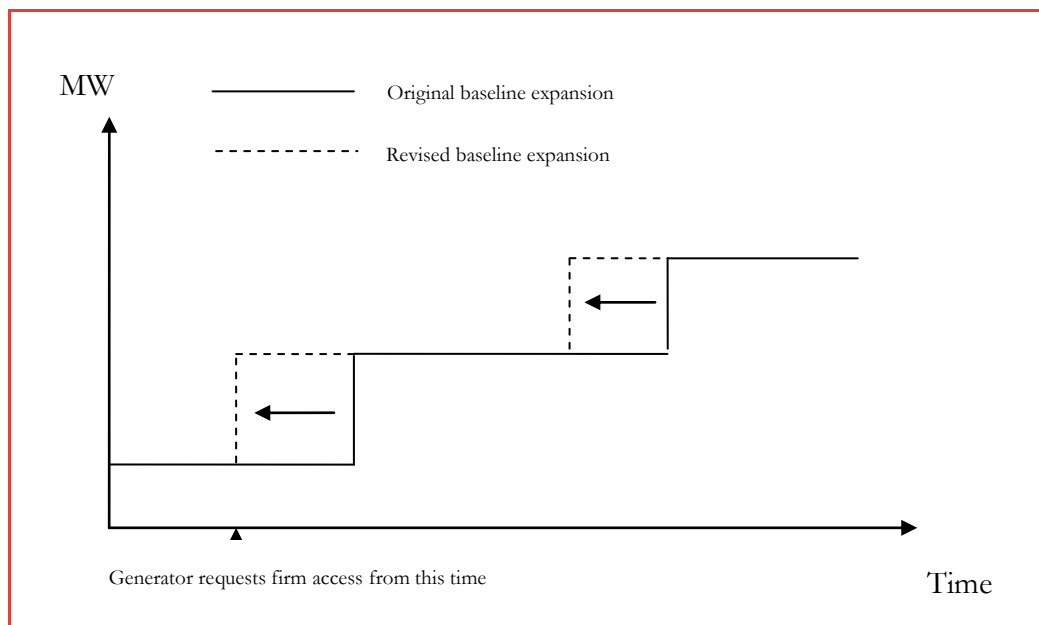 MW
Original baseline expansion
Revised baseline expansion
Generator requests firm access from this time
Time